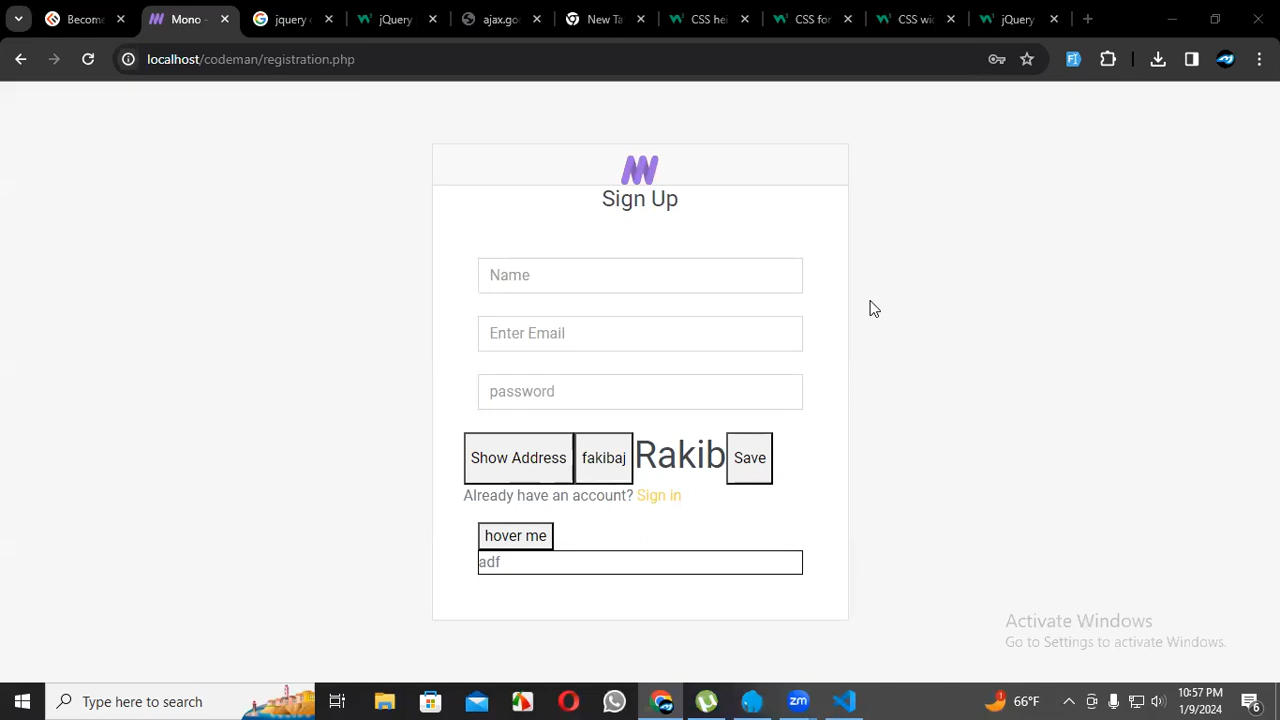 Become
Mono -
jquery c
jQuery
ajax.go
New Ta
CSS hei
CSS for
CSS wi
jQuery
localhost/codeman/registration.php
Sign Up
Name
Enter Email
password
Show Address fakibaj Rakib Save
Already have an account? Sign in
hover me
adf
Activate Windows
Go to Settings to activate Windows.
Type here to search
1
66°F
10:57 PM
1/9/2024
6